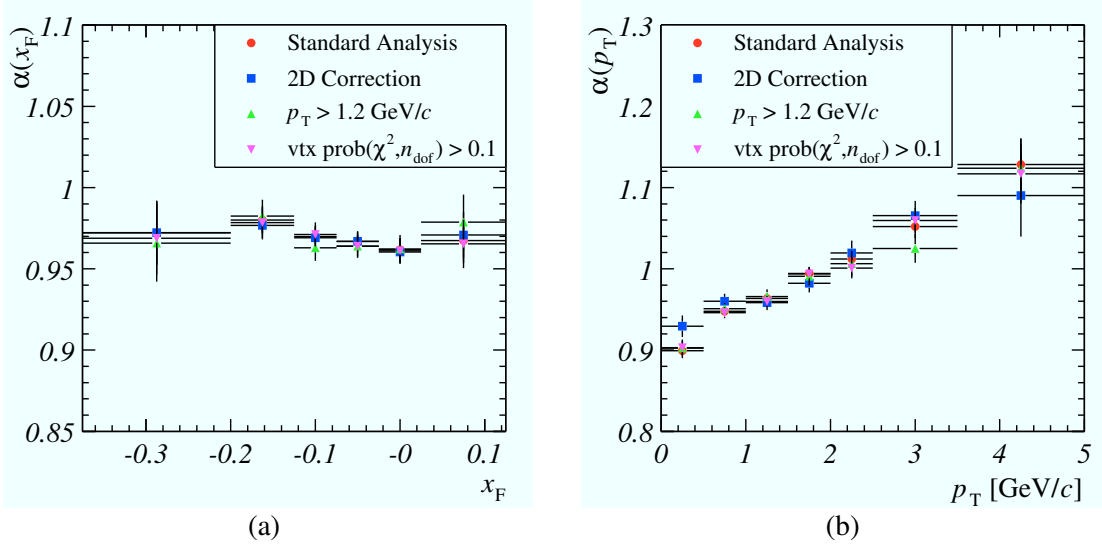 α(x_F)
1.1
1.05
1
0.95
0.9
0.85
Standard Analysis
2D Correction
p_T > 1.2 GeV/c
vtx prob(χ²,n_dof) > 0.1
-0.3 -0.2 -0.1 -0 0.1
x_F
(a)
α(p_T)
1.3
1.2
1.1
1
0.9
0.8
Standard Analysis
2D Correction
p_T > 1.2 GeV/c
vtx prob(χ²,n_dof) > 0.1
0 1 2 3 4 5
p_T [GeV/c]
(b)